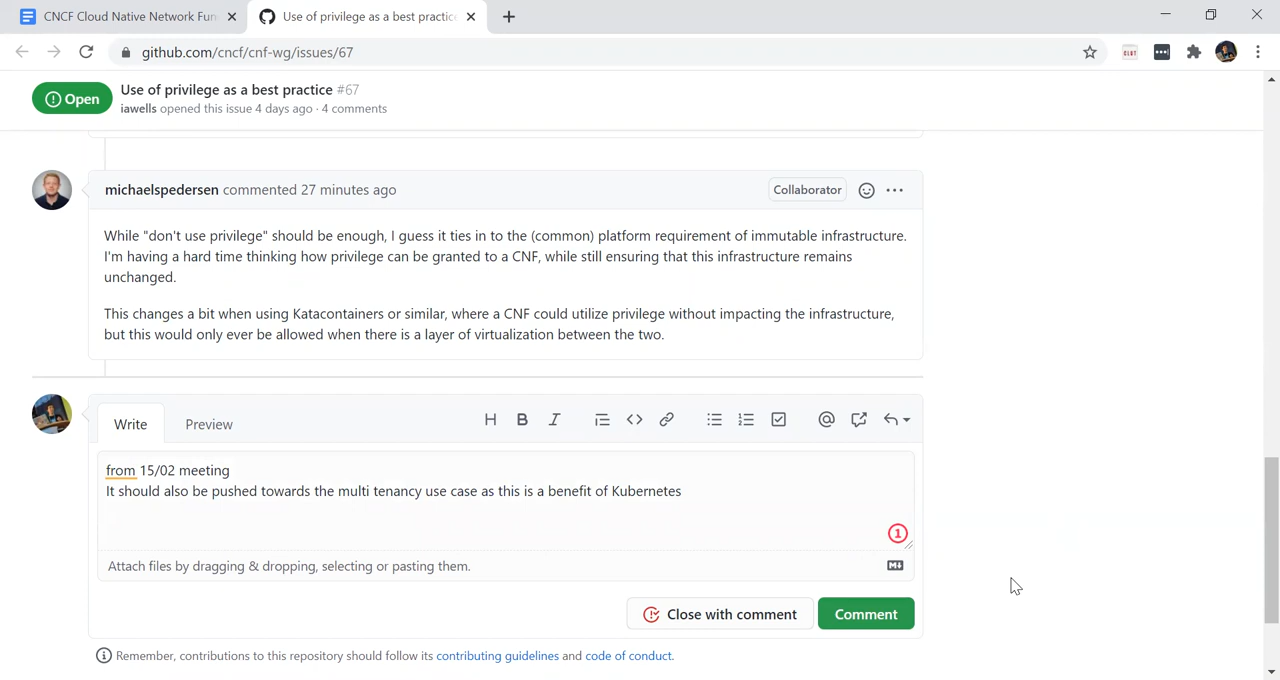 CNCF Cloud Native Network Fun
Use of privilege as a best practice
github.com/cncf/cnf-wg/issues/67
Open
Use of privilege as a best practice #67
iawells opened this issue 4 days ago · 4 comments
michaelspedersen commented 27 minutes ago
Collaborator
While "don't use privilege" should be enough, I guess it ties in to the (common) platform requirement of immutable infrastructure.
I'm having a hard time thinking how privilege can be granted to a CNF, while still ensuring that this infrastructure remains
unchanged.
This changes a bit when using Katacontainers or similar, where a CNF could utilize privilege without impacting the infrastructure,
but this would only ever be allowed when there is a layer of virtualization between the two.
Write
Preview
H B I
from 15/02 meeting
It should also be pushed towards the multi tenancy use case as this is a benefit of Kubernetes
1
Attach files by dragging & dropping, selecting or pasting them.
Close with comment
Comment
Remember, contributions to this repository should follow its contributing guidelines and code of conduct.